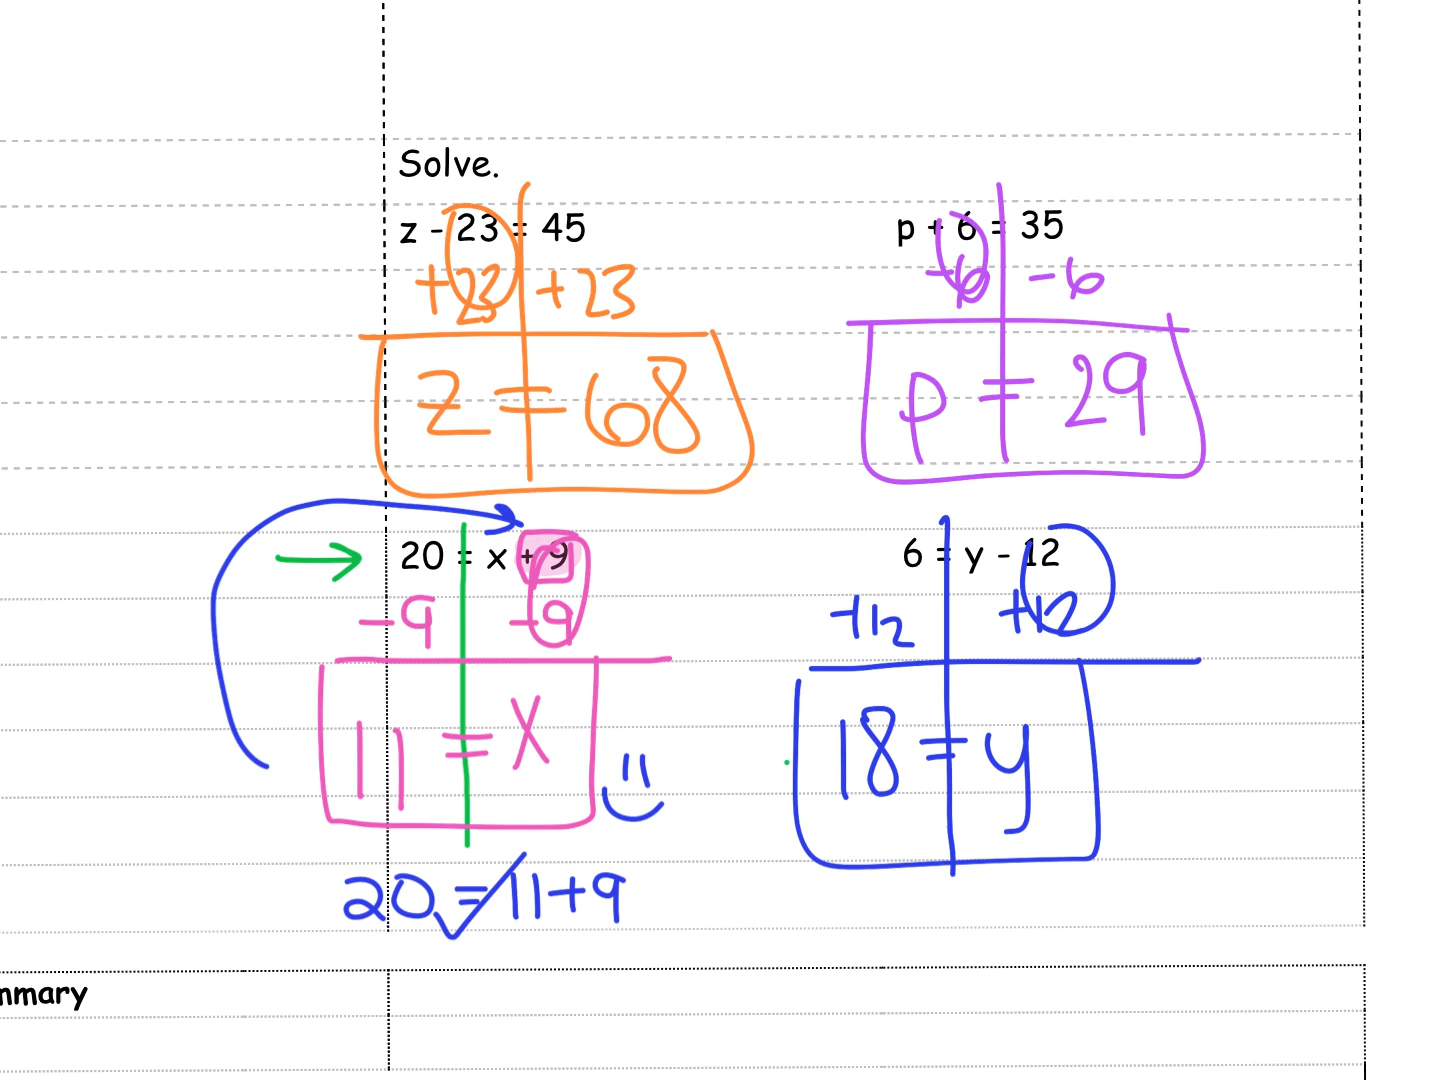 Solve.
z - 23 = 45
+23 +23
z = 68
p + 6 = 35
-6 -6
p = 29
20 = x + 9
-9 -9
11 = x
20 = 11+9
6 = y - 12
+12 +12
18 = y
mmary